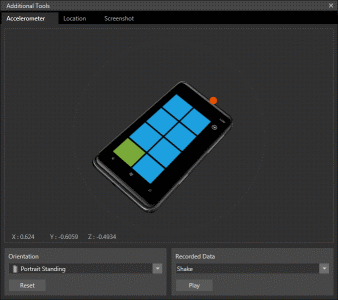 Additional Tools
Accelerometer Location Screenshot
X : 0.624 Y : -0.6059 Z : -0.4934
Orientation Recorded Data
Portrait Standing Shake
Reset Play